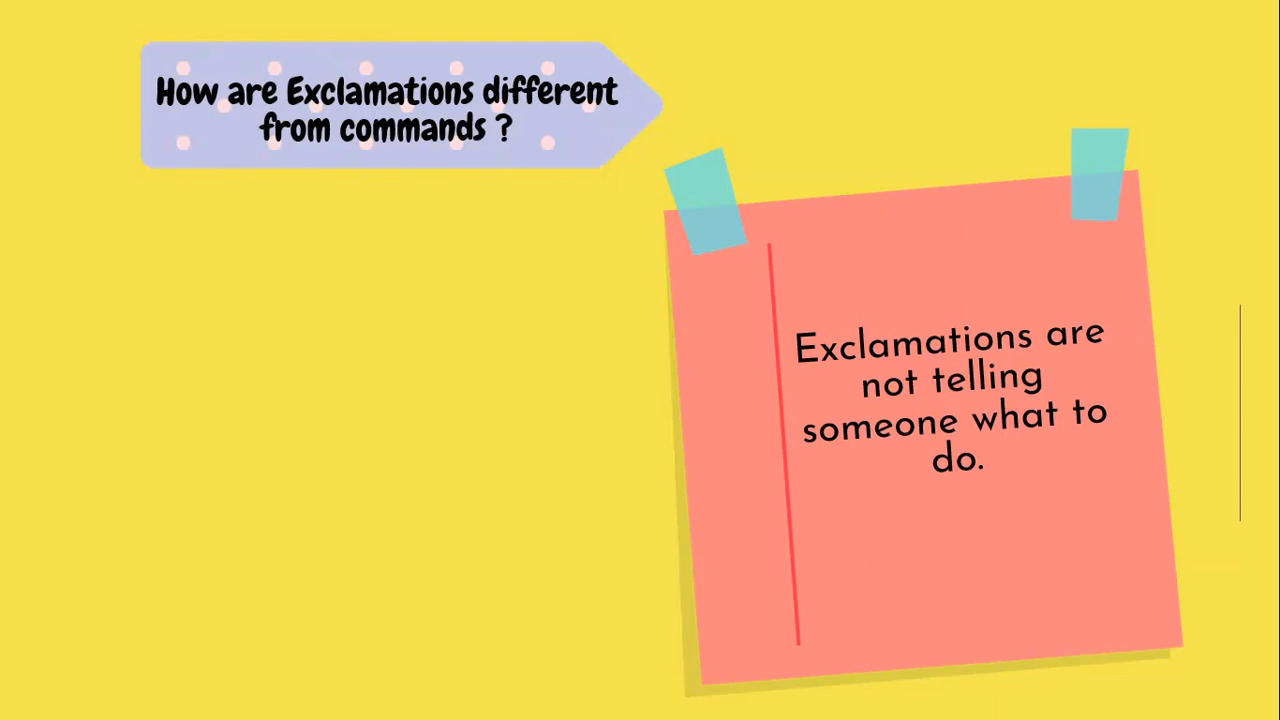 How are Exclamations different
from commands ?
Exclamations are
not telling
someone what to
do.